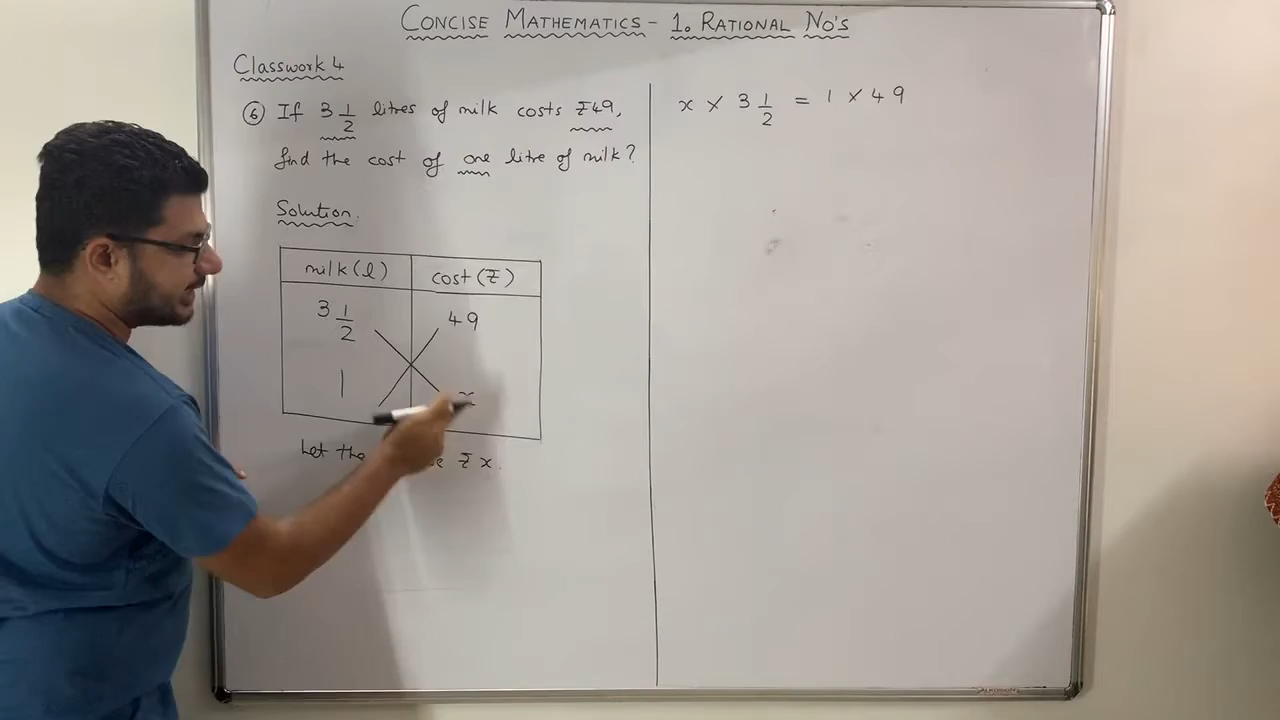 CONCISE MATHEMATICS - 1. RATIONAL NO'S
Classwork 4
⑥ If 3 1/2 litres of milk costs ₹49,
find the cost of one litre of milk?
Solution.
milk (l) cost (₹)
3 1/2 49
1 x
Let the ₹ x.
x × 3 1/2 = 1 × 49